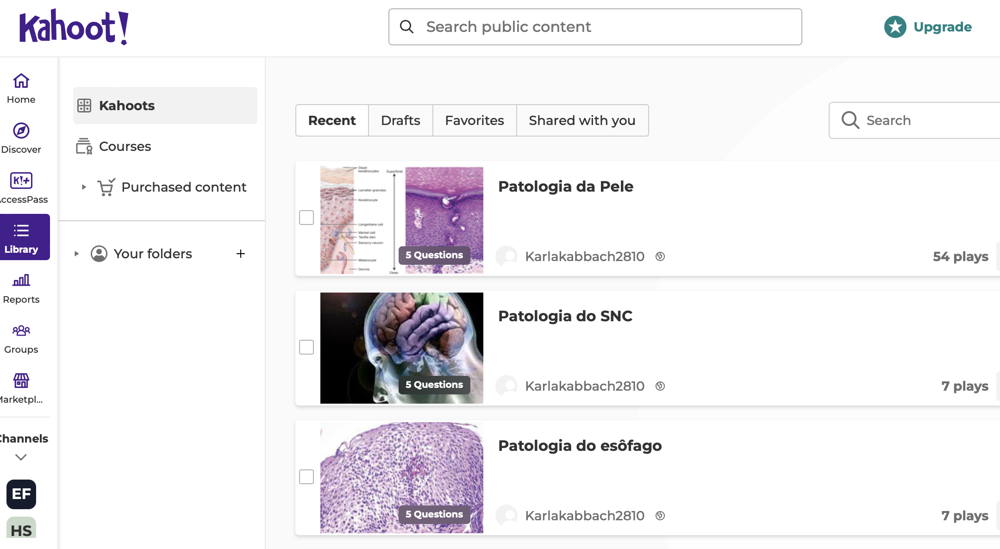 Kahoot!
Search public content
Upgrade
Home
Discover
K!+
AccessPass
Library
Reports
Groups
Marketpl...
Channels
EF
HS
Kahoots
Courses
Purchased content
Your folders
Recent
Drafts
Favorites
Shared with you
Search
Dead keratinocytes
Superficial
Lamellar granules
Keratinocyte
Langerhans cell
Merkel cell
Tactile disc
Sensory neuron
Melanocyte
Dermis
Deep
5 Questions
Patologia da Pele
Karlakabbach2810
54 plays
5 Questions
Patologia do SNC
Karlakabbach2810
7 plays
5 Questions
Patologia do esôfago
Karlakabbach2810
7 plays